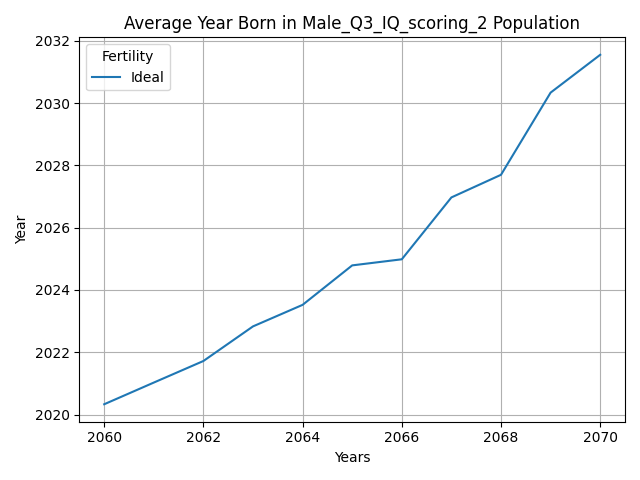 Average Year Born in Male_Q3_IQ_scoring_2 Population
Fertility
Ideal
2032
2030
2028
2026
2024
2022
2020
Year
2060 2062 2064 2066 2068 2070
Years